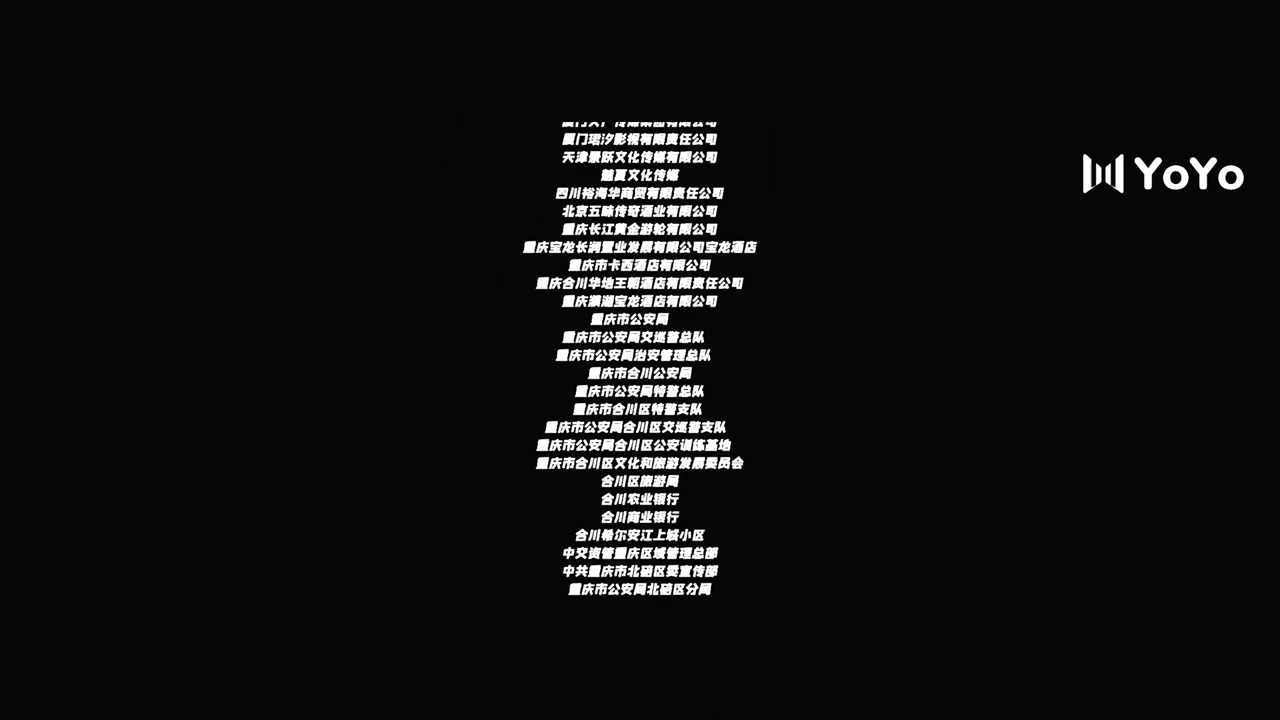 厦门珺汐影视有限责任公司
天津景跃文化传媒有限公司
魅夏文化传媒
四川裕海华商贸有限责任公司
北京五味传奇酒业有限公司
重庆长江黄金游轮有限公司
重庆宝龙长润置业发展有限公司宝龙酒店
重庆市卡西酒店有限公司
重庆合川华地王朝酒店有限责任公司
重庆濮湖宝龙酒店有限公司
重庆市公安局
重庆市公安局交巡警总队
重庆市公安局治安管理总队
重庆市合川公安局
重庆市公安局特警总队
重庆市合川区特警支队
重庆市公安局合川区交巡警支队
重庆市公安局合川区公安训练基地
重庆市合川区文化和旅游发展委员会
合川区旅游局
合川农业银行
合川商业银行
合川希尔安江上城小区
中交资管重庆区域管理总部
中共重庆市北碚区委宣传部
重庆市公安局北碚区分局
YoYo